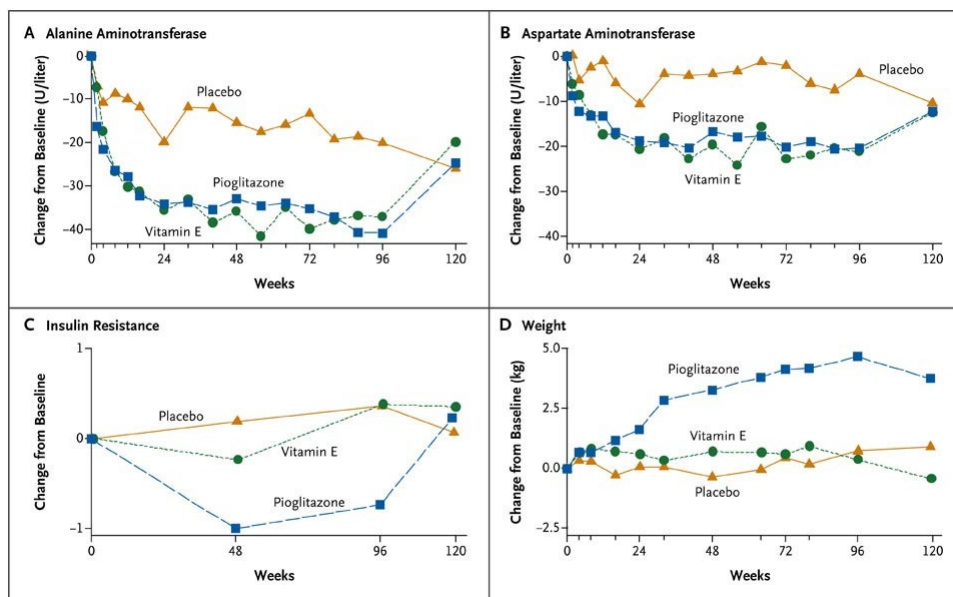 A Alanine Aminotransferase
Change from Baseline (U/liter)
0
−10
−20
−30
−40
Placebo
Pioglitazone
Vitamin E
0 24 48 72 96 120
Weeks
B Aspartate Aminotransferase
Change from Baseline (U/liter)
0
−10
−20
−30
−40
Placebo
Pioglitazone
Vitamin E
0 24 48 72 96 120
Weeks
C Insulin Resistance
Change from Baseline
1
0
−1
Placebo
Vitamin E
Pioglitazone
0 48 96 120
Weeks
D Weight
Change from Baseline (kg)
5.0
2.5
0.0
−2.5
Pioglitazone
Vitamin E
Placebo
0 24 48 72 96 120
Weeks